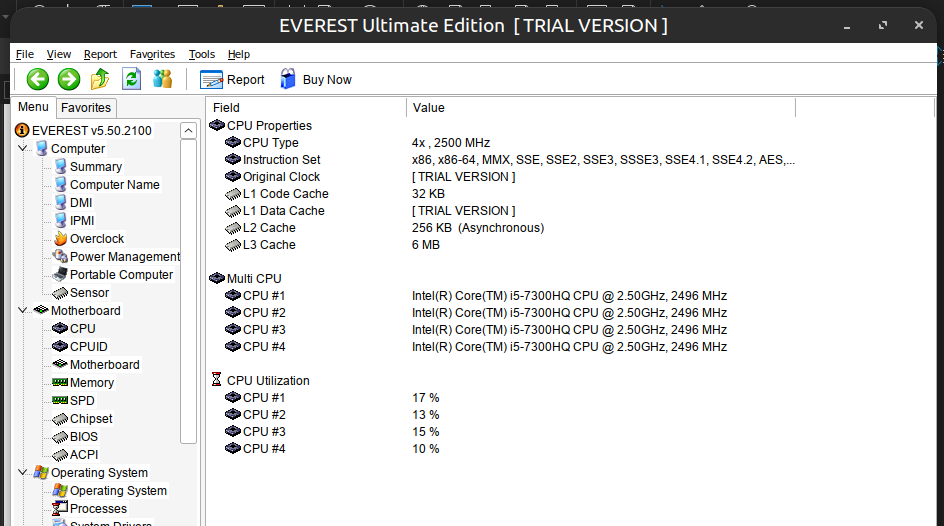 EVEREST Ultimate Edition [ TRIAL VERSION ]
File View Report Favorites Tools Help
Report Buy Now
Menu Favorites
Field Value
EVEREST v5.50.2100
Computer
Summary
Computer Name
DMI
IPMI
Overclock
Power Management
Portable Computer
Sensor
Motherboard
CPU
CPUID
Motherboard
Memory
SPD
Chipset
BIOS
ACPI
Operating System
Operating System
Processes
System Drivers
CPU Properties
CPU Type 4x , 2500 MHz
Instruction Set x86, x86-64, MMX, SSE, SSE2, SSE3, SSSE3, SSE4.1, SSE4.2, AES,...
Original Clock [ TRIAL VERSION ]
L1 Code Cache 32 KB
L1 Data Cache [ TRIAL VERSION ]
L2 Cache 256 KB (Asynchronous)
L3 Cache 6 MB
Multi CPU
CPU #1 Intel(R) Core(TM) i5-7300HQ CPU @ 2.50GHz, 2496 MHz
CPU #2 Intel(R) Core(TM) i5-7300HQ CPU @ 2.50GHz, 2496 MHz
CPU #3 Intel(R) Core(TM) i5-7300HQ CPU @ 2.50GHz, 2496 MHz
CPU #4 Intel(R) Core(TM) i5-7300HQ CPU @ 2.50GHz, 2496 MHz
CPU Utilization
CPU #1 17 %
CPU #2 13 %
CPU #3 15 %
CPU #4 10 %